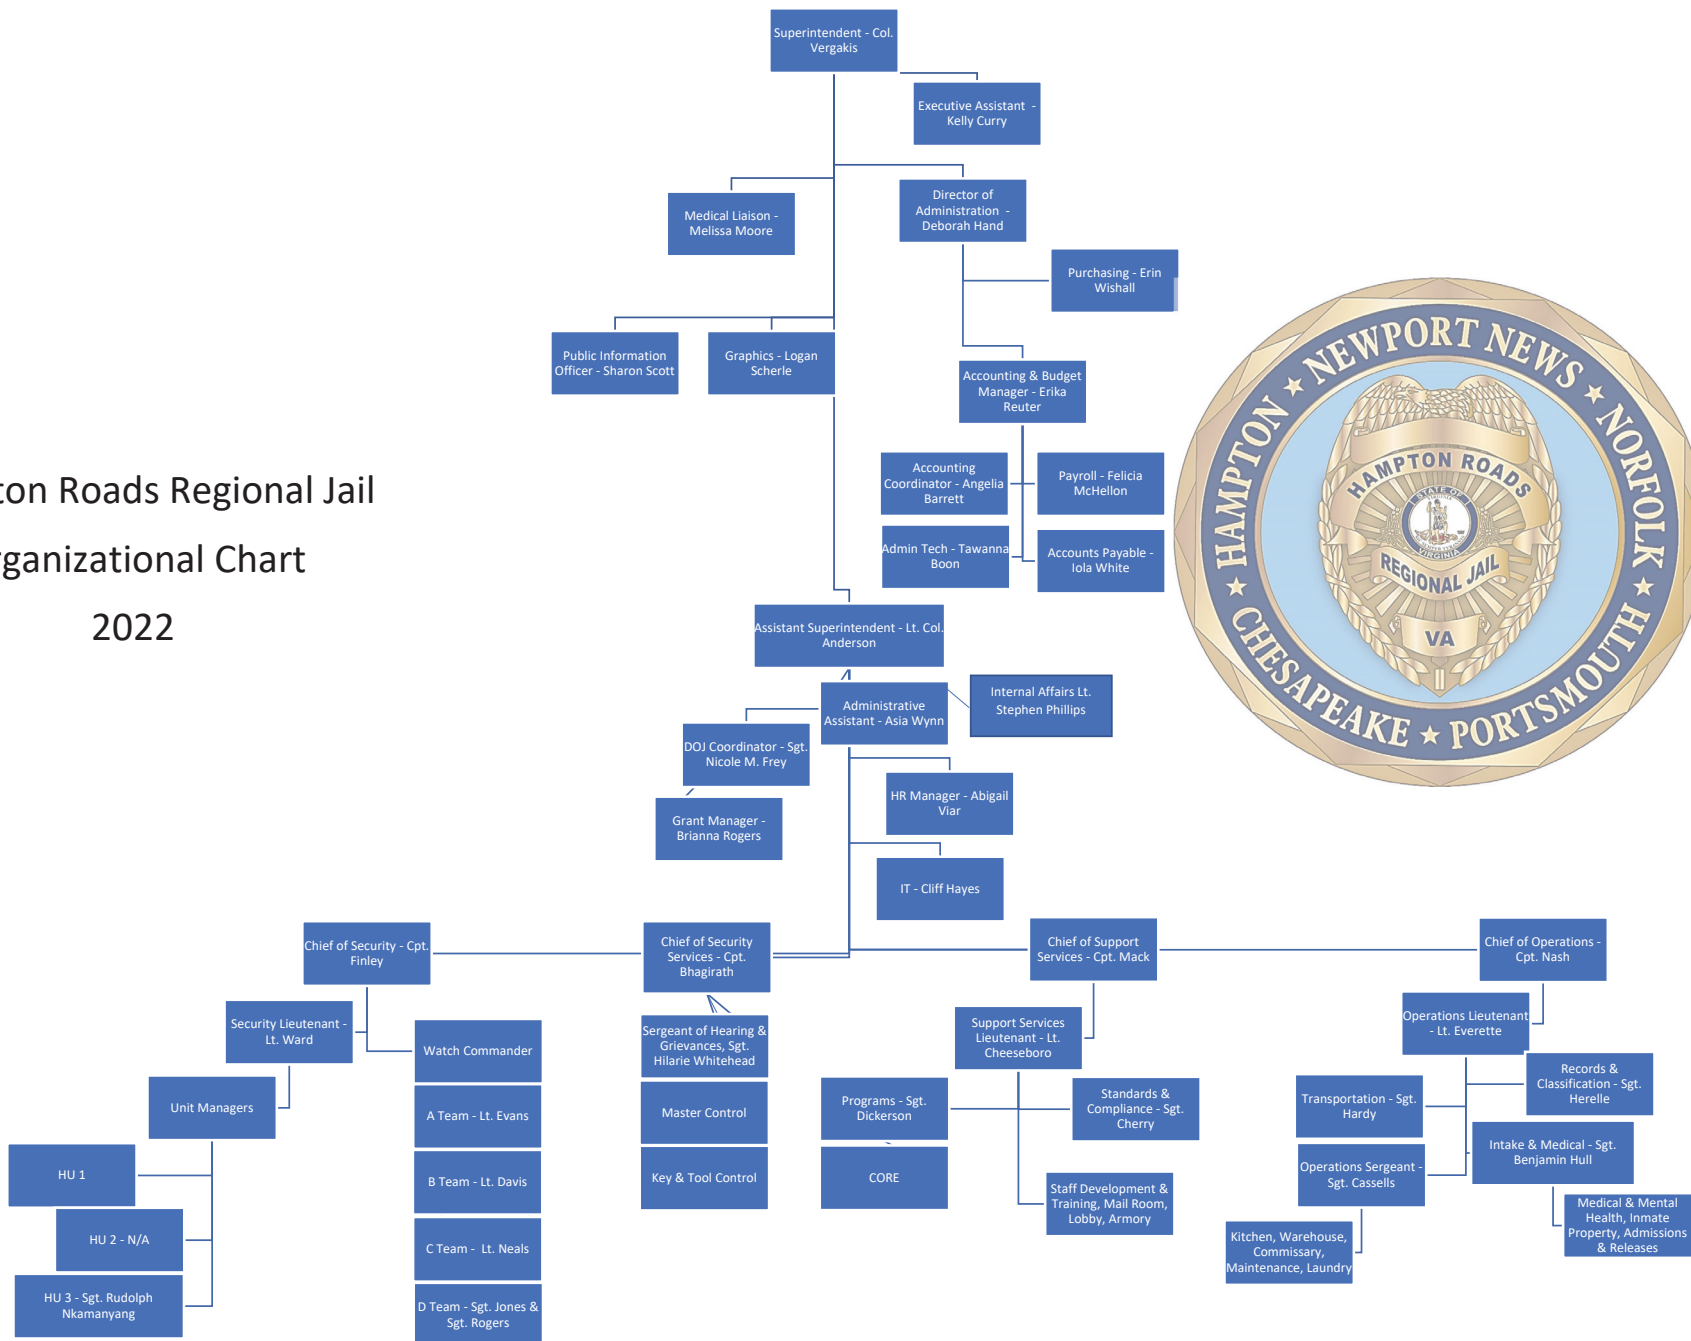 Superintendent - Col.
Vergakis
Executive Assistant -
Kelly Curry
Medical Liaison -
Melissa Moore
Director of
Administration -
Deborah Hand
Purchasing - Erin
Wishall
Public Information
Officer - Sharon Scott
Graphics - Logan
Scherle
Accounting & Budget
Manager - Erika
Reuter
Accounting
Coordinator - Angelia
Barrett
Payroll - Felicia
McHellon
Admin Tech - Tawanna
Boon
Accounts Payable -
Iola White
ton Roads Regional Jail
rganizational Chart
2022
HAMPTON ★ NEWPORT NEWS ★ NORFOLK ★ PORTSMOUTH ★ CHESAPEAKE ★
HAMPTON ROADS
STATE OF
VIRGINIA
REGIONAL JAIL
VA
Assistant Superintendent - Lt. Col.
Anderson
Administrative
Assistant - Asia Wynn
Internal Affairs Lt.
Stephen Phillips
DOJ Coordinator - Sgt.
Nicole M. Frey
Grant Manager -
Brianna Rogers
HR Manager - Abigail
Viar
IT - Cliff Hayes
Chief of Security - Cpt.
Finley
Chief of Security
Services - Cpt.
Bhagirath
Chief of Support
Services - Cpt. Mack
Chief of Operations -
Cpt. Nash
Security Lieutenant -
Lt. Ward
Watch Commander
Unit Managers
A Team - Lt. Evans
HU 1
B Team - Lt. Davis
HU 2 - N/A
C Team - Lt. Neals
HU 3 - Sgt. Rudolph
Nkamanyang
D Team - Sgt. Jones &
Sgt. Rogers
Sergeant of Hearing &
Grievances, Sgt.
Hilarie Whitehead
Master Control
Key & Tool Control
Support Services
Lieutenant - Lt.
Cheeseboro
Programs - Sgt.
Dickerson
Standards &
Compliance - Sgt.
Cherry
CORE
Staff Development &
Training, Mail Room,
Lobby, Armory
Operations Lieutenant
- Lt. Everette
Records &
Classification - Sgt.
Herelle
Transportation - Sgt.
Hardy
Intake & Medical - Sgt.
Benjamin Hull
Operations Sergeant -
Sgt. Cassells
Medical & Mental
Health, Inmate
Property, Admissions
& Releases
Kitchen, Warehouse,
Commissary,
Maintenance, Laundry